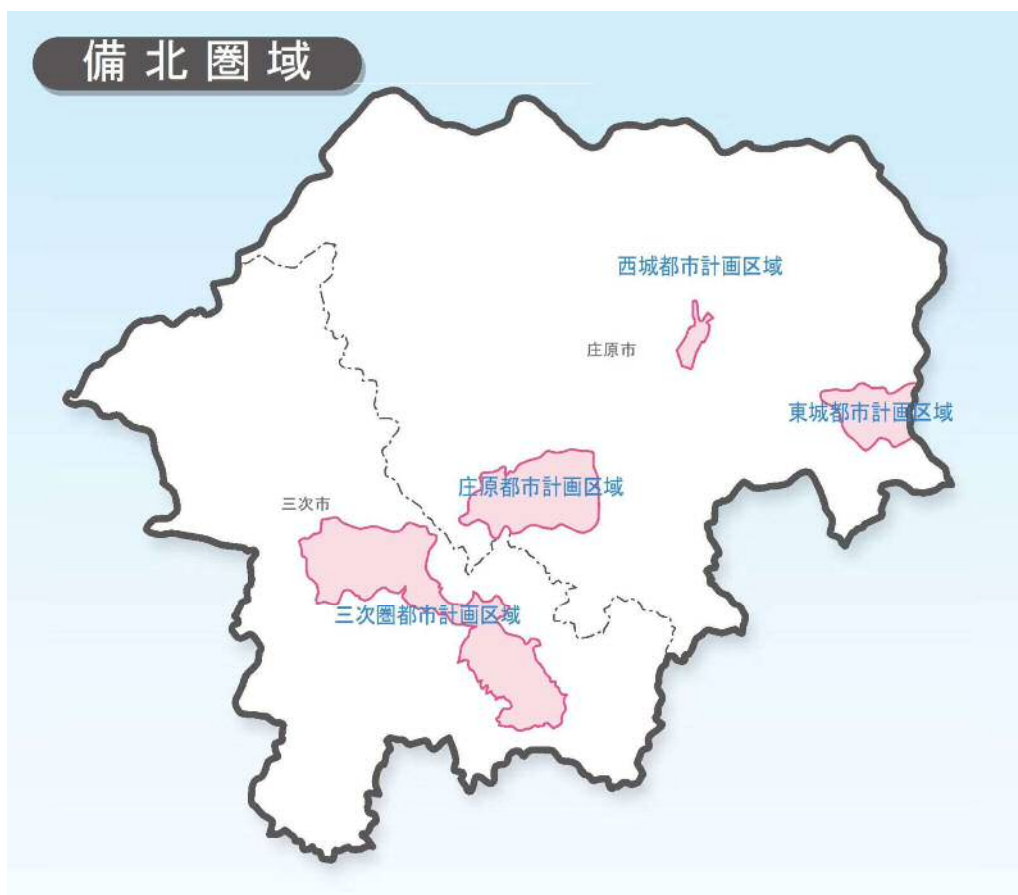 備北圏域
西城都市計画区域
庄原市
東城都市計画区域
庄原都市計画区域
三次市
三次圏都市計画区域